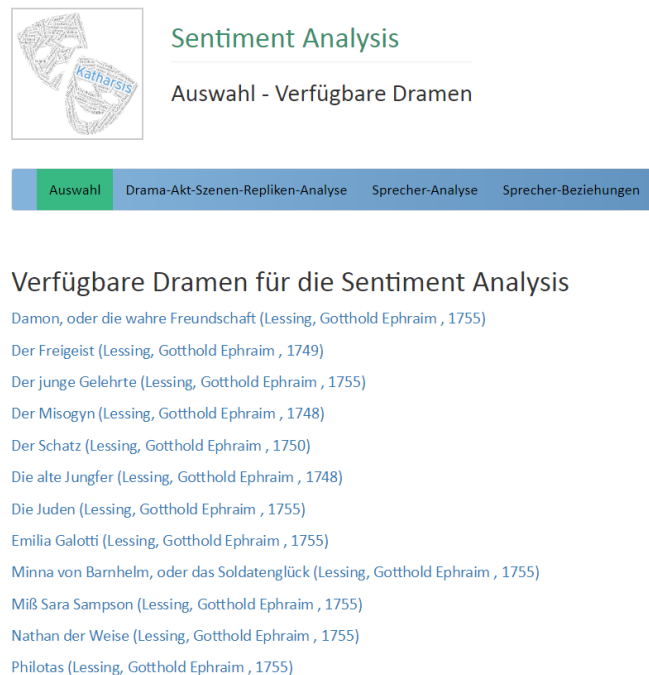 Katharsis
Sentiment Analysis
Auswahl - Verfügbare Dramen
Auswahl Drama-Akt-Szenen-Repliken-Analyse Sprecher-Analyse Sprecher-Beziehungen
Verfügbare Dramen für die Sentiment Analysis
Damon, oder die wahre Freundschaft (Lessing, Gotthold Ephraim , 1755)
Der Freigeist (Lessing, Gotthold Ephraim , 1749)
Der junge Gelehrte (Lessing, Gotthold Ephraim , 1755)
Der Misogyn (Lessing, Gotthold Ephraim , 1748)
Der Schatz (Lessing, Gotthold Ephraim , 1750)
Die alte Jungfer (Lessing, Gotthold Ephraim , 1748)
Die Juden (Lessing, Gotthold Ephraim , 1755)
Emilia Galotti (Lessing, Gotthold Ephraim , 1755)
Minna von Barnhelm, oder das Soldatenglück (Lessing, Gotthold Ephraim , 1755)
Miß Sara Sampson (Lessing, Gotthold Ephraim , 1755)
Nathan der Weise (Lessing, Gotthold Ephraim , 1755)
Philotas (Lessing, Gotthold Ephraim , 1755)